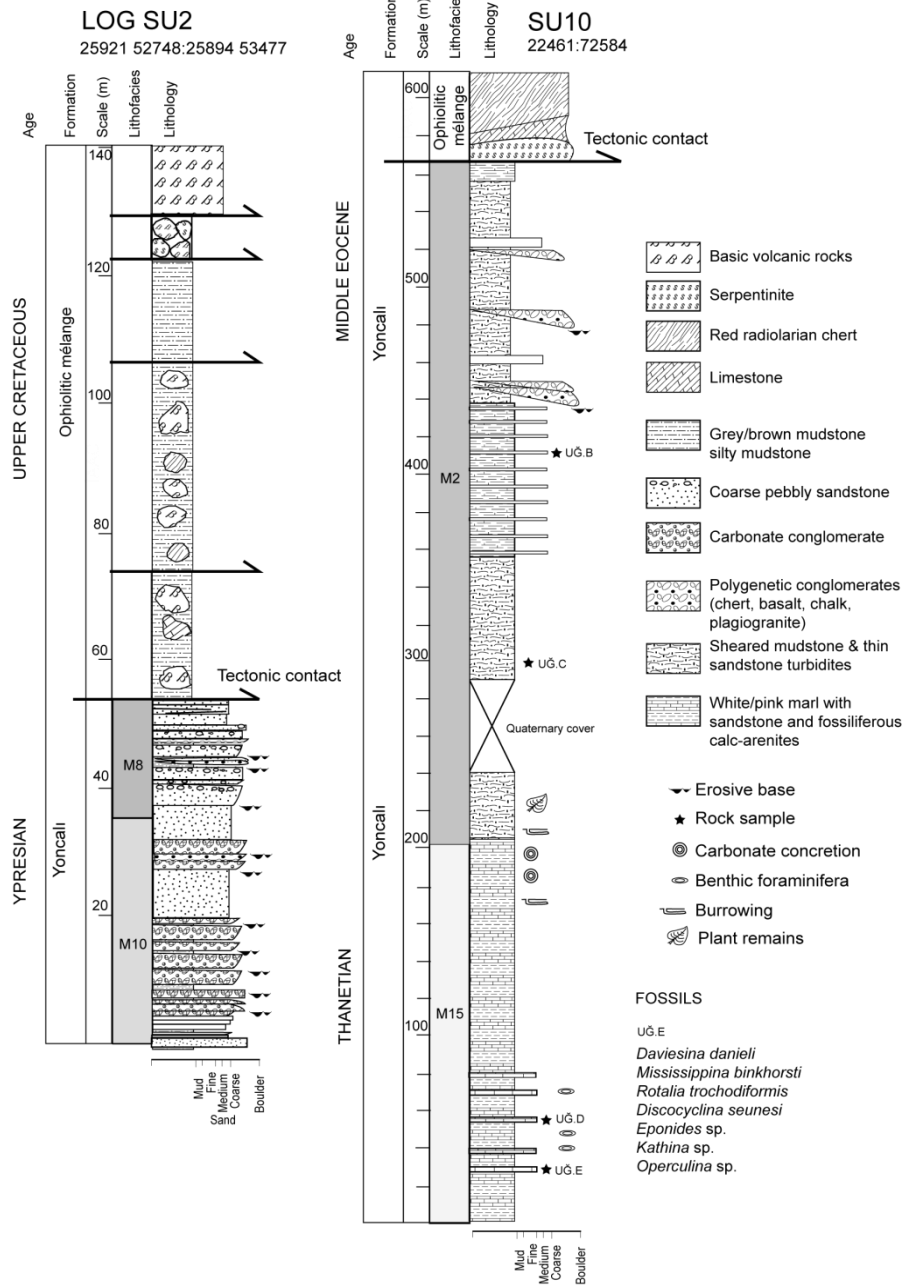 LOG SU2
25921 52748:25894 53477
Age
Formation
Scale (m)
Lithofacies
Lithology
UPPER CRETACEOUS
YPRESIAN
Ophiolitic mélange
Yoncalı
140
120
100
80
60
40
20
M8
M10
Tectonic contact
Mud
Fine
Medium
Coarse
Boulder
Sand
SU10
22461:72584
Age
Formation
Scale (m)
Lithofacies
Lithology
MIDDLE EOCENE
THANETIAN
Yoncalı
Yoncalı
600
500
400
300
200
100
Ophiolitic
mélange
M2
M15
Tectonic contact
UĞ.B
UĞ.C
Quaternary cover
UĞ.D
UĞ.E
Mud
Fine
Medium
Coarse
Boulder
Basic volcanic rocks
Serpentinite
Red radiolarian chert
Limestone
Grey/brown mudstone
silty mudstone
Coarse pebbly sandstone
Carbonate conglomerate
Polygenetic conglomerates
(chert, basalt, chalk,
plagiogranite)
Sheared mudstone & thin
sandstone turbidites
White/pink marl with
sandstone and fossiliferous
calc-arenites
Erosive base
Rock sample
Carbonate concretion
Benthic foraminifera
Burrowing
Plant remains
FOSSILS
UĞ.E
Daviesina danieli
Mississippina binkhorsti
Rotalia trochodiformis
Discocyclina seunesi
Eponides sp.
Kathina sp.
Operculina sp.